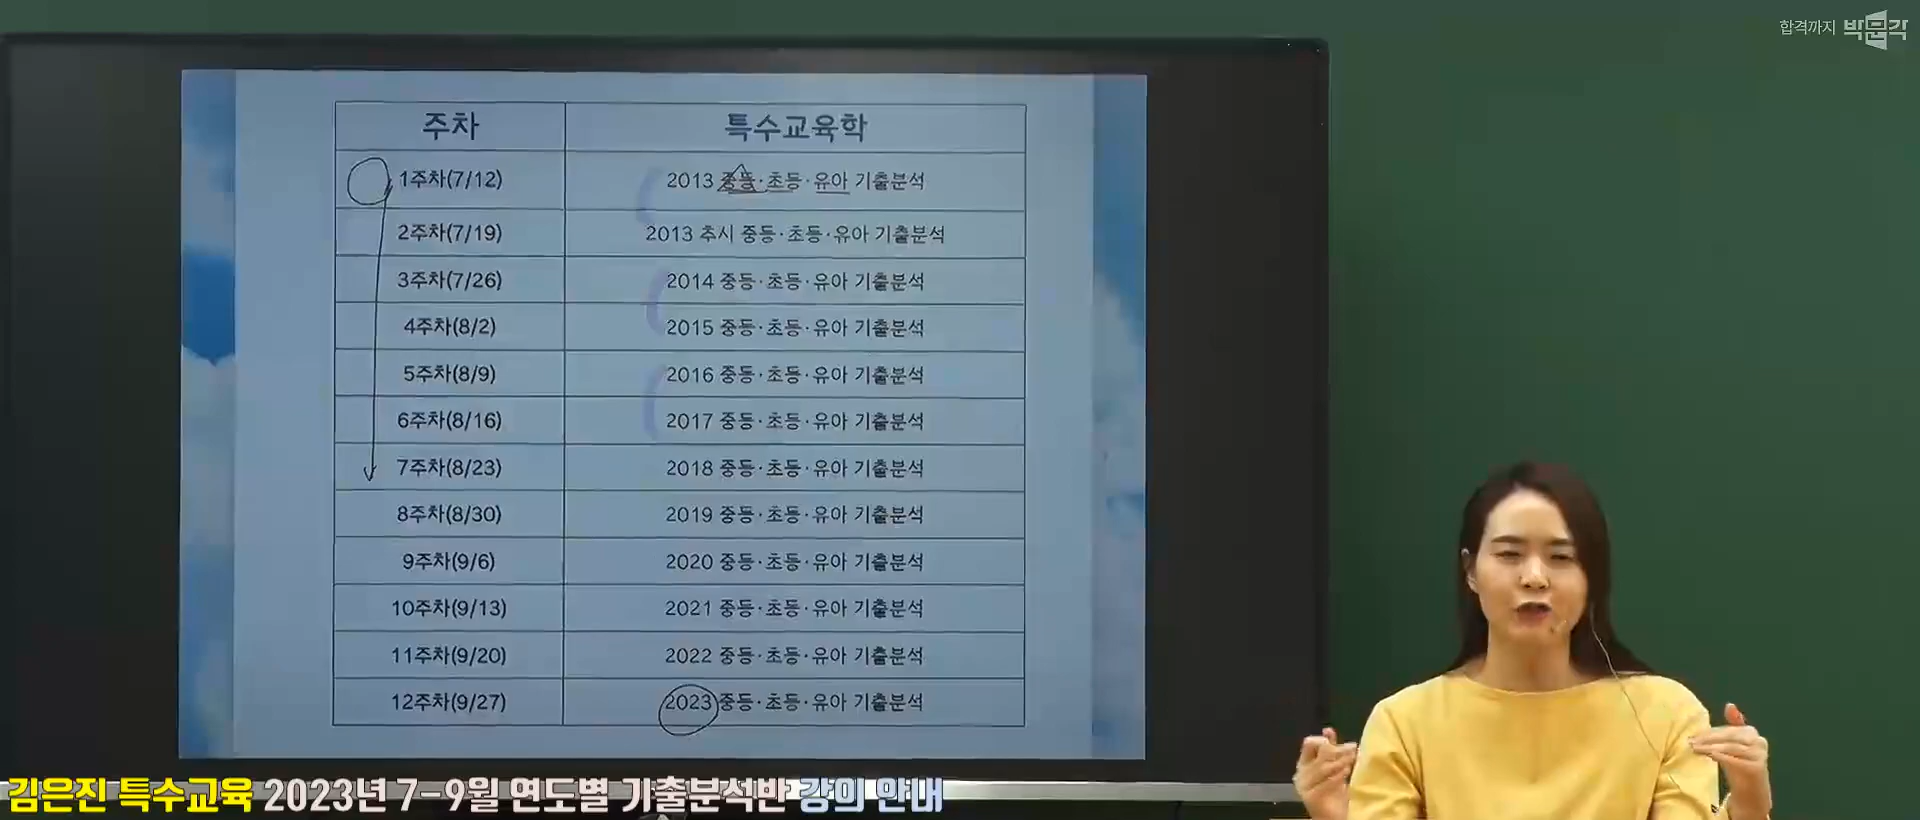 합격까지 박문각
주차 특수교육학
1주차(7/12) 2013 중등·초등·유아 기출분석
2주차(7/19) 2013 추시 중등·초등·유아 기출분석
3주차(7/26) 2014 중등·초등·유아 기출분석
4주차(8/2) 2015 중등·초등·유아 기출분석
5주차(8/9) 2016 중등·초등·유아 기출분석
6주차(8/16) 2017 중등·초등·유아 기출분석
7주차(8/23) 2018 중등·초등·유아 기출분석
8주차(8/30) 2019 중등·초등·유아 기출분석
9주차(9/6) 2020 중등·초등·유아 기출분석
10주차(9/13) 2021 중등·초등·유아 기출분석
11주차(9/20) 2022 중등·초등·유아 기출분석
12주차(9/27) 2023 중등·초등·유아 기출분석
김은진 특수교육 2023년 7-9월 연도별 기출분석반 강의 안내